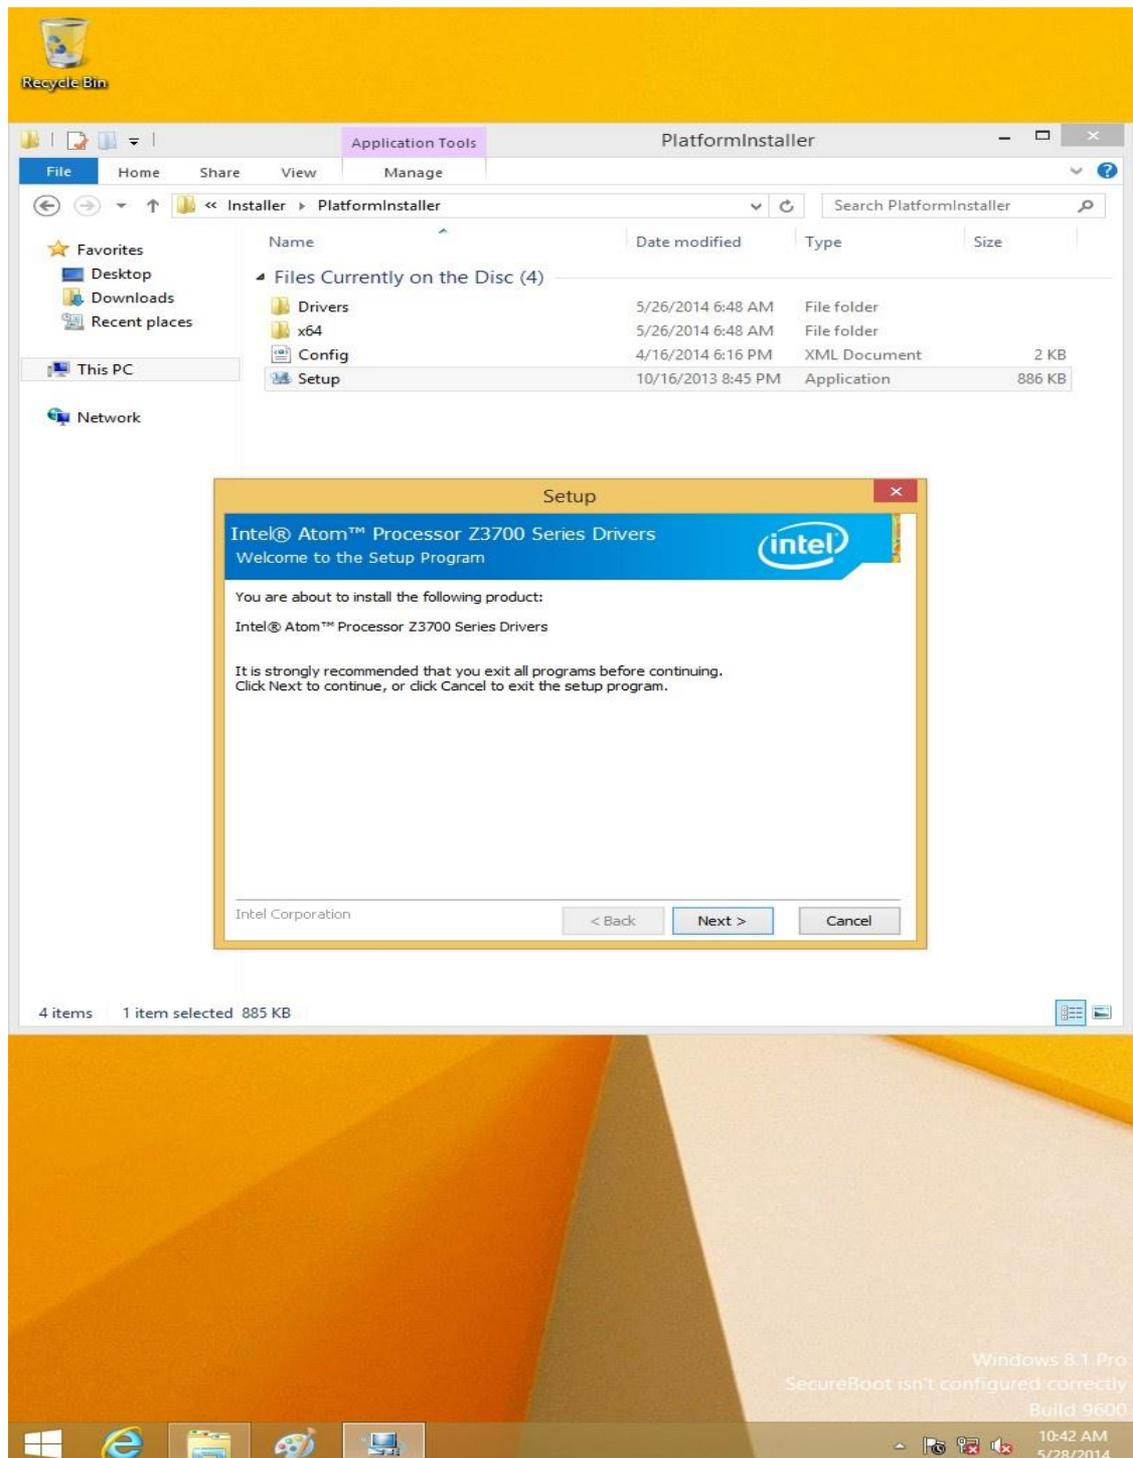 Recycle Bin
Application Tools
PlatformInstaller
File Home Share View Manage
« Installer PlatformInstaller
Search PlatformInstaller
Name Date modified Type Size
Favorites
Desktop
Downloads
Recent places
This PC
Network
Files Currently on the Disc (4)
Drivers 5/26/2014 6:48 AM File folder
x64 5/26/2014 6:48 AM File folder
Config 4/16/2014 6:16 PM XML Document 2 KB
Setup 10/16/2013 8:45 PM Application 886 KB
Setup
Intel® Atom™ Processor Z3700 Series Drivers
Welcome to the Setup Program
intel
You are about to install the following product:
Intel® Atom™ Processor Z3700 Series Drivers
It is strongly recommended that you exit all programs before continuing.
Click Next to continue, or click Cancel to exit the setup program.
Intel Corporation
< Back Next > Cancel
4 items 1 item selected 885 KB
Windows 8.1 Pro
SecureBoot isn't configured correctly
Build 9600
10:42 AM
5/28/2014